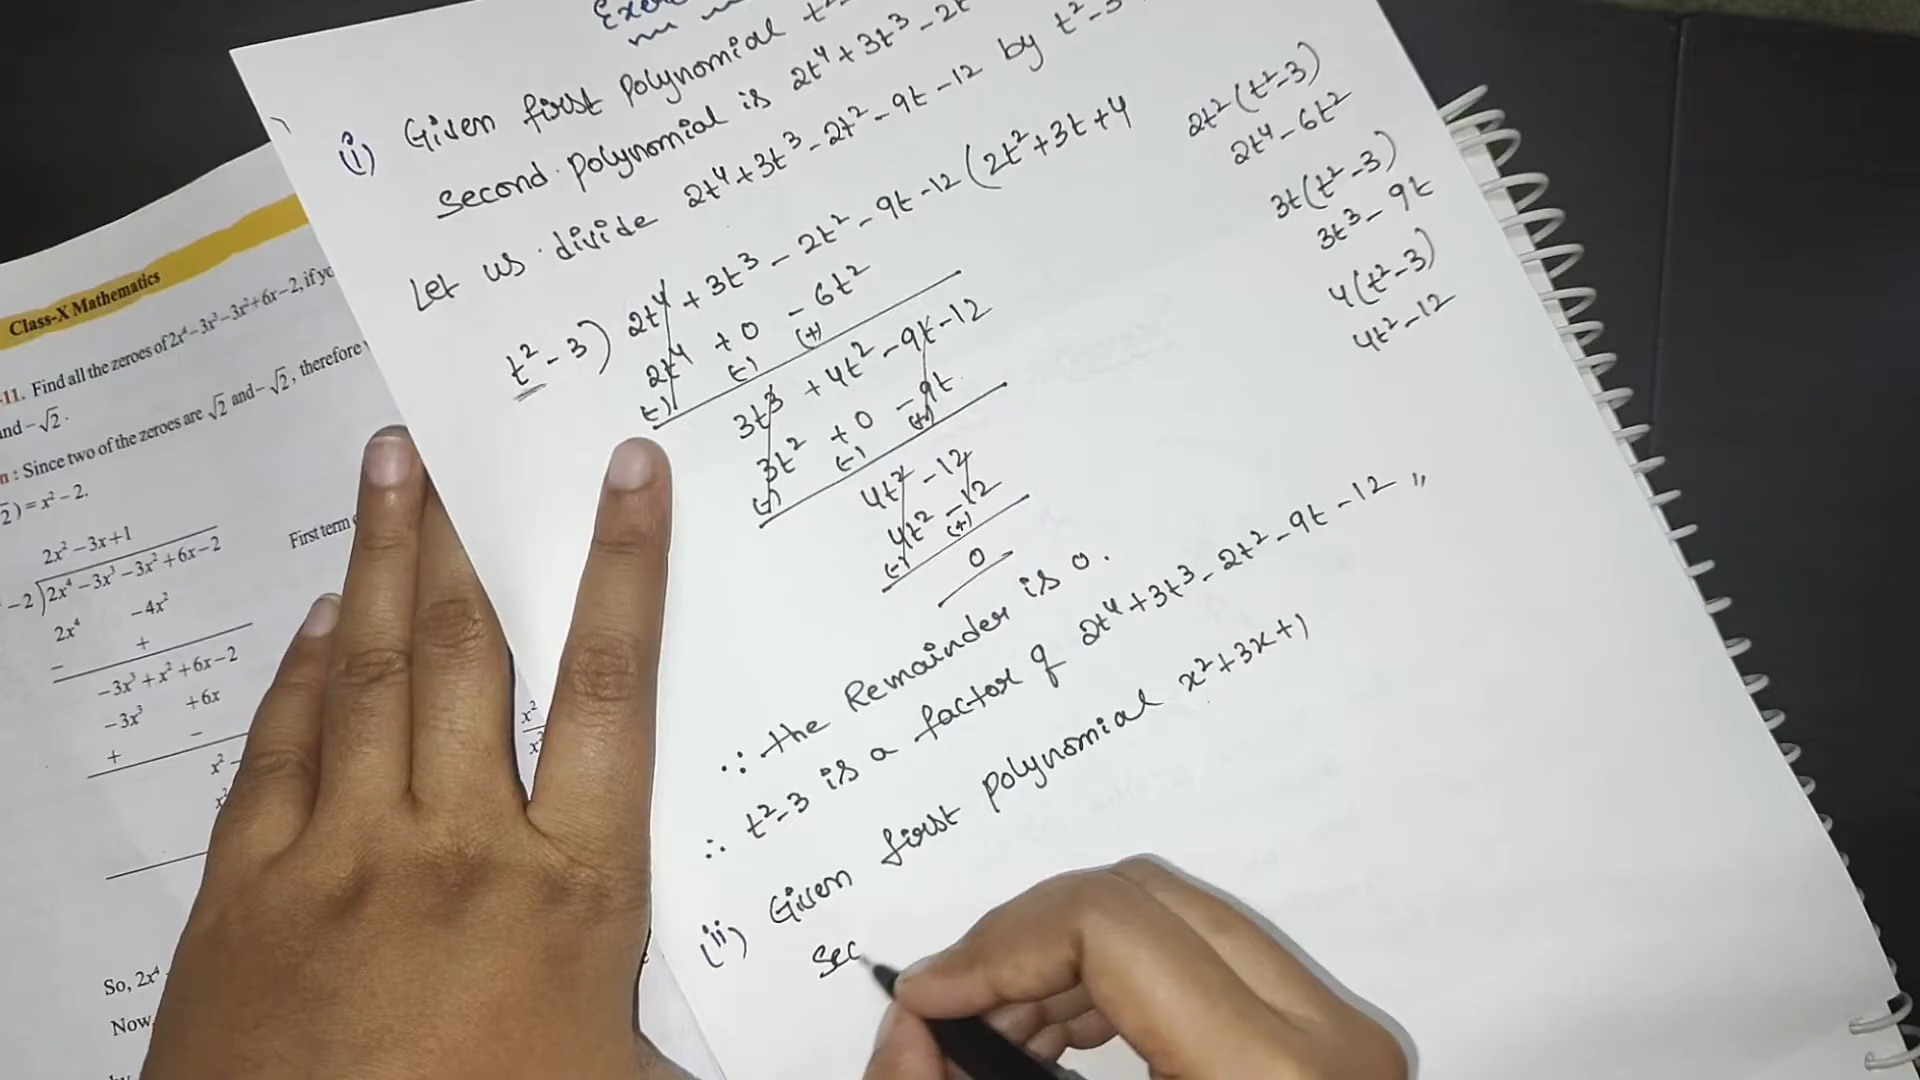 (i) Given first polynomial t²-
second polynomial is 2t⁴+3t³-2t
Let us divide 2t⁴+3t³-2t²-9t-12 by t²-3
t²-3) 2t⁴+3t³-2t²-9t-12 (2t²+3t+4
2t⁴ +0 -6t²
(-) (-) (+)
3t³ +4t² -9t-12
3t² +0 -9t
(-) (-) (+)
4t² -12
4t² -12
(-) (+)
0
∴ the Remainder is 0.
∴ t²-3 is a factor of 2t⁴+3t³-2t²-9t-12 //
(ii) Given first polynomial x²+3x+1
Sec
2t²(t²-3)
2t⁴-6t²
3t(t²-3)
3t³-9t
4(t²-3)
4t²-12
Class-X Mathematics
-11. Find all the zeroes of 2x⁴-3x³-3x²+6x-2, if yo
nd -√2.
n : Since two of the zeroes are √2 and -√2, therefore
2) = x²-2.
2x²-3x+1
-2) 2x⁴-3x³-3x²+6x-2
2x⁴ -4x²
- +
-3x³+x²+6x-2
-3x³ +6x
+ -
x² -
First term
x²
So, 2x⁴
Now,